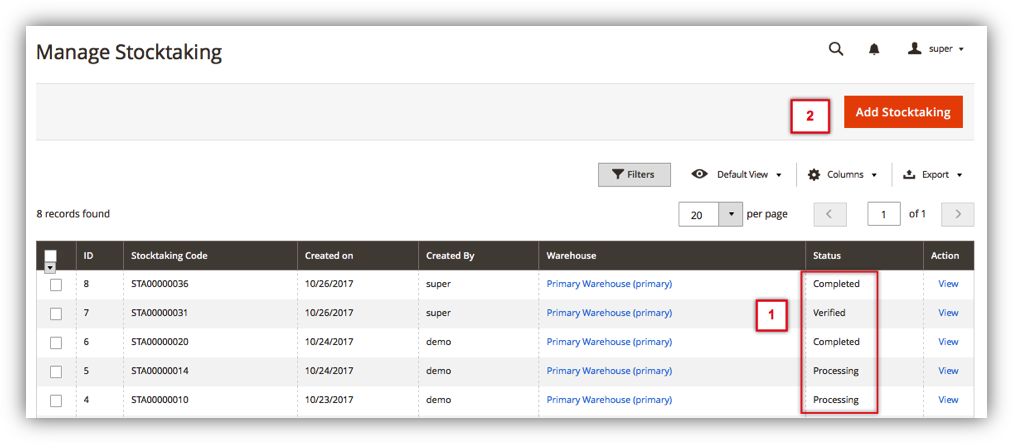 Manage Stocktaking
super
2
Add Stocktaking
Filters
Default View
Columns
Export
8 records found
20
per page
1
of 1
ID Stocktaking Code Created on Created By Warehouse Status Action
8 STA00000036 10/26/2017 super Primary Warehouse (primary) Completed View
7 STA00000031 10/26/2017 super Primary Warehouse (primary) Verified View
1
6 STA00000020 10/24/2017 demo Primary Warehouse (primary) Completed View
5 STA00000014 10/24/2017 demo Primary Warehouse (primary) Processing View
4 STA00000010 10/23/2017 demo Primary Warehouse (primary) Processing View